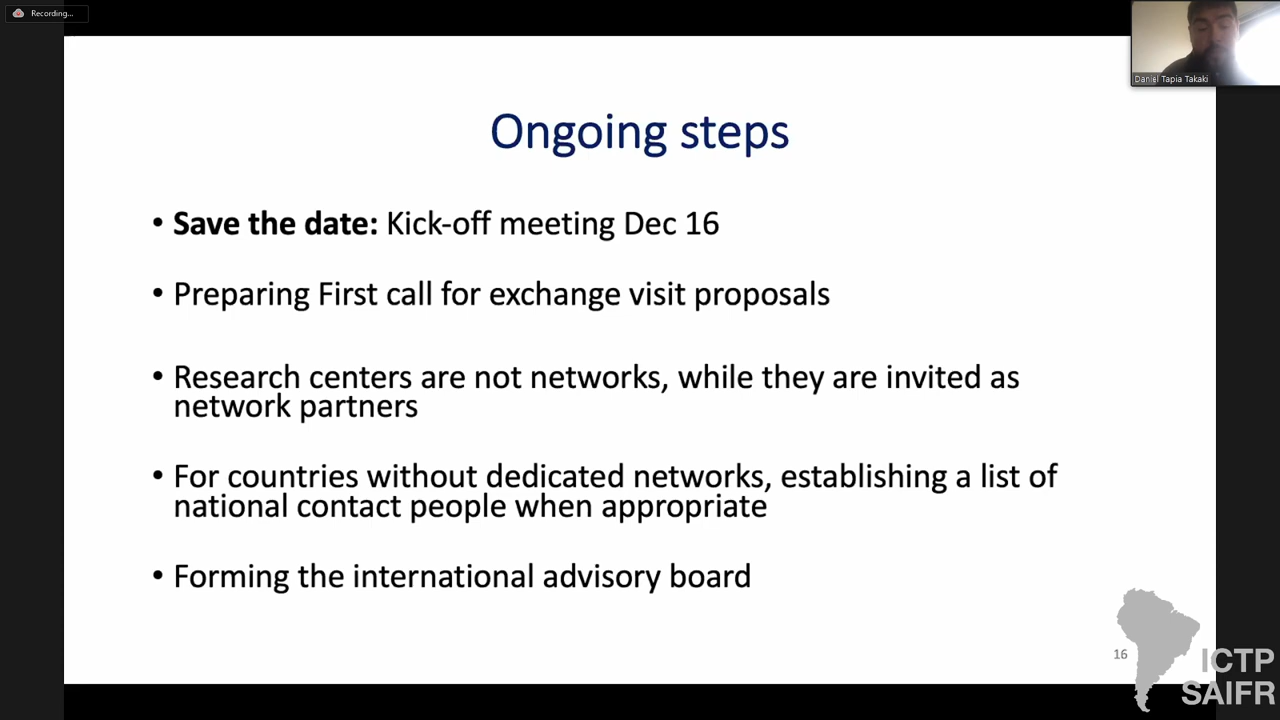 Recording...
Daniel Tapia Takaki
Ongoing steps
• Save the date: Kick-off meeting Dec 16
• Preparing First call for exchange visit proposals
• Research centers are not networks, while they are invited as
network partners
• For countries without dedicated networks, establishing a list of
national contact people when appropriate
• Forming the international advisory board
16
ICTP
SAIFR